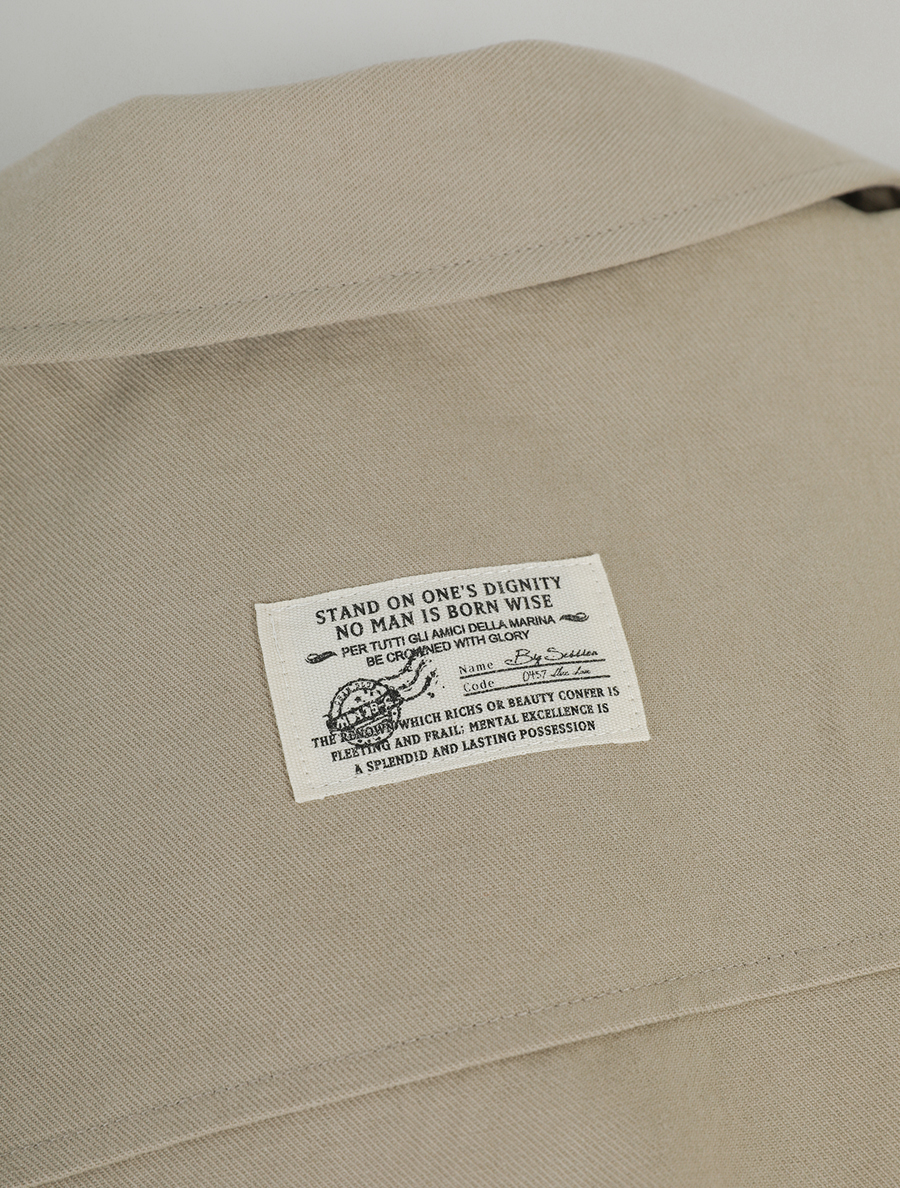 STAND ON ONE'S DIGNITY
NO MAN IS BORN WISE
PER TUTTI GLI AMICI DELLA MARINA
BE CROWNED WITH GLORY
Name
Code 0457
THE RENOWN WHICH RICHS OR BEAUTY CONFER IS
FLEETING AND FRAIL; MENTAL EXCELLENCE IS
A SPLENDID AND LASTING POSSESSION